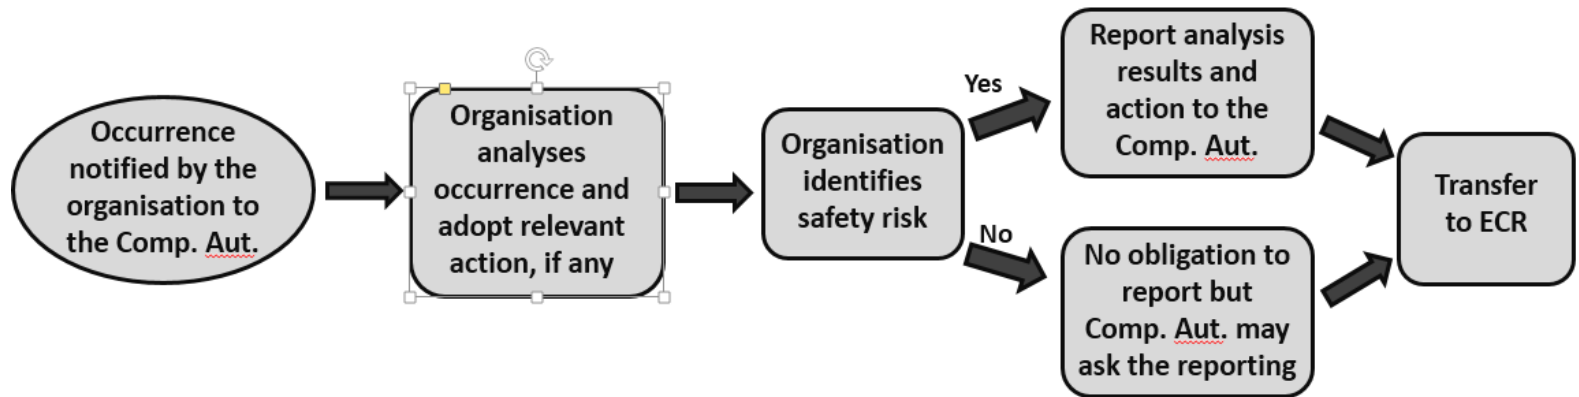 Occurrence
notified by the
organisation to
the Comp. Aut.
Organisation
analyses
occurrence and
adopt relevant
action, if any
Organisation
identifies
safety risk
Yes
Report analysis
results and
action to the
Comp. Aut.
No
No obligation to
report but
Comp. Aut. may
ask the reporting
Transfer
to ECR